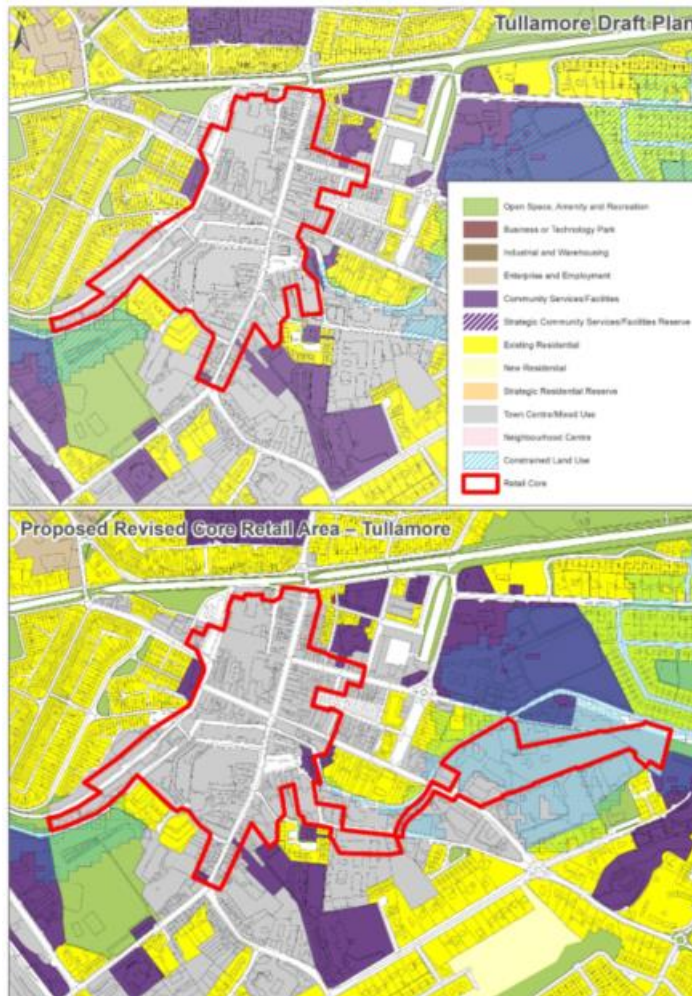 Tullamore Draft Plan
Open Space, Amenity and Recreation
Business or Technology Park
Industrial and Warehousing
Enterprise and Employment
Community Services/Facilities
Strategic Community Services/Facilities Reserve
Existing Residential
New Residential
Strategic Residential Reserve
Town Centre/Mixed Use
Neighbourhood Centre
Constrained Land Use
Retail Core
Proposed Revised Core Retail Area – Tullamore